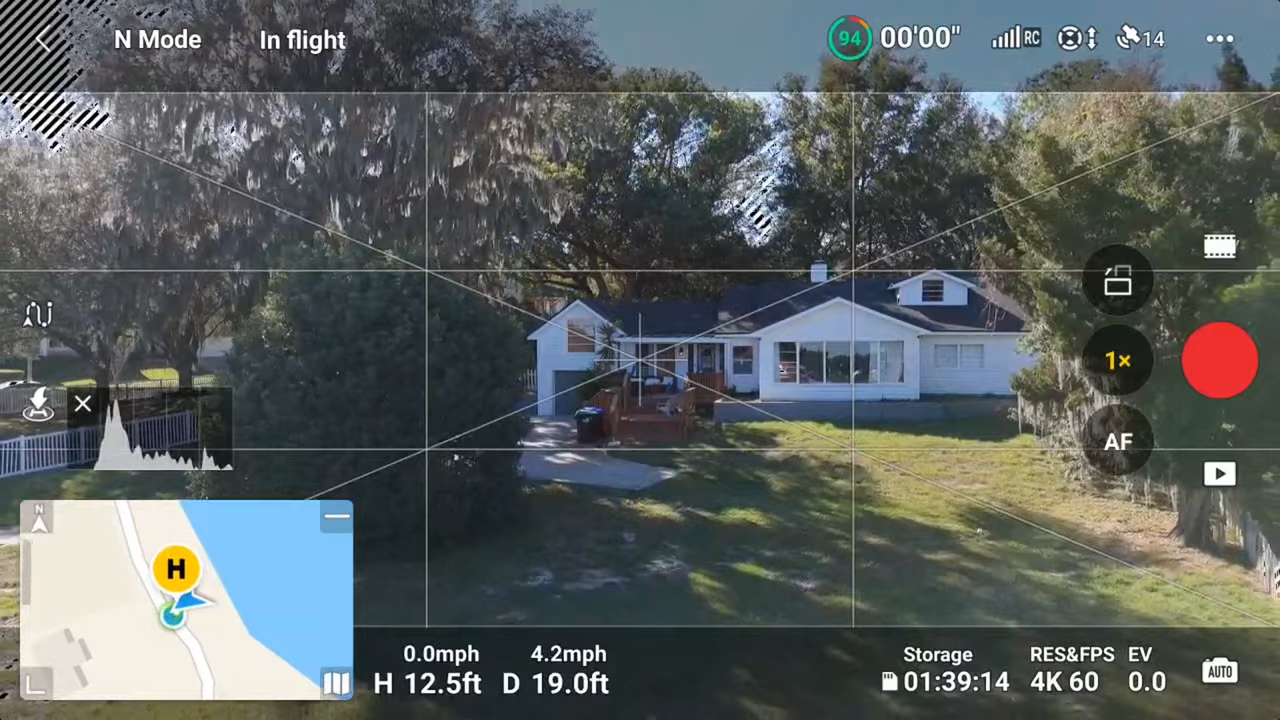 N Mode In flight 94 00'00" RC 14
1×
AF
N
H
0.0mph 4.2mph Storage RES&FPS EV
H 12.5ft D 19.0ft 01:39:14 4K 60 0.0 AUTO